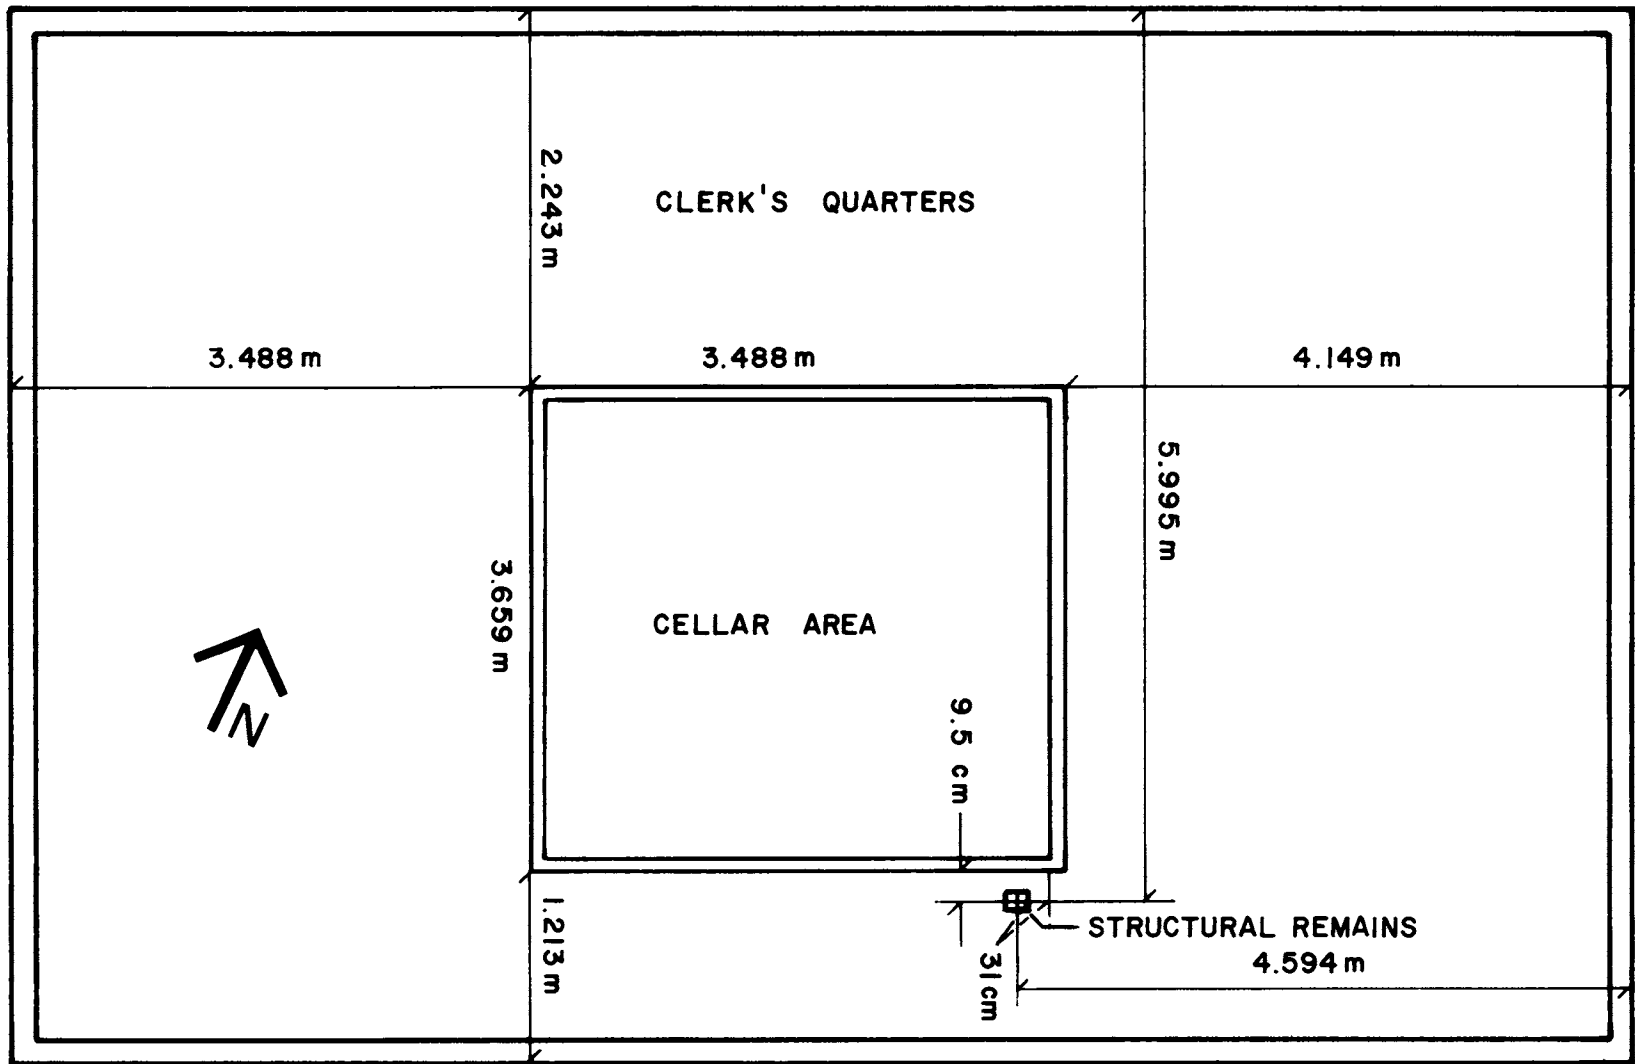 2.243 m
CLERK'S QUARTERS
3.488 m
3.488 m
4.149 m
5.995 m
3.659 m
CELLAR AREA
9.5 cm
N
1.213 m
STRUCTURAL REMAINS
31 cm
4.594 m